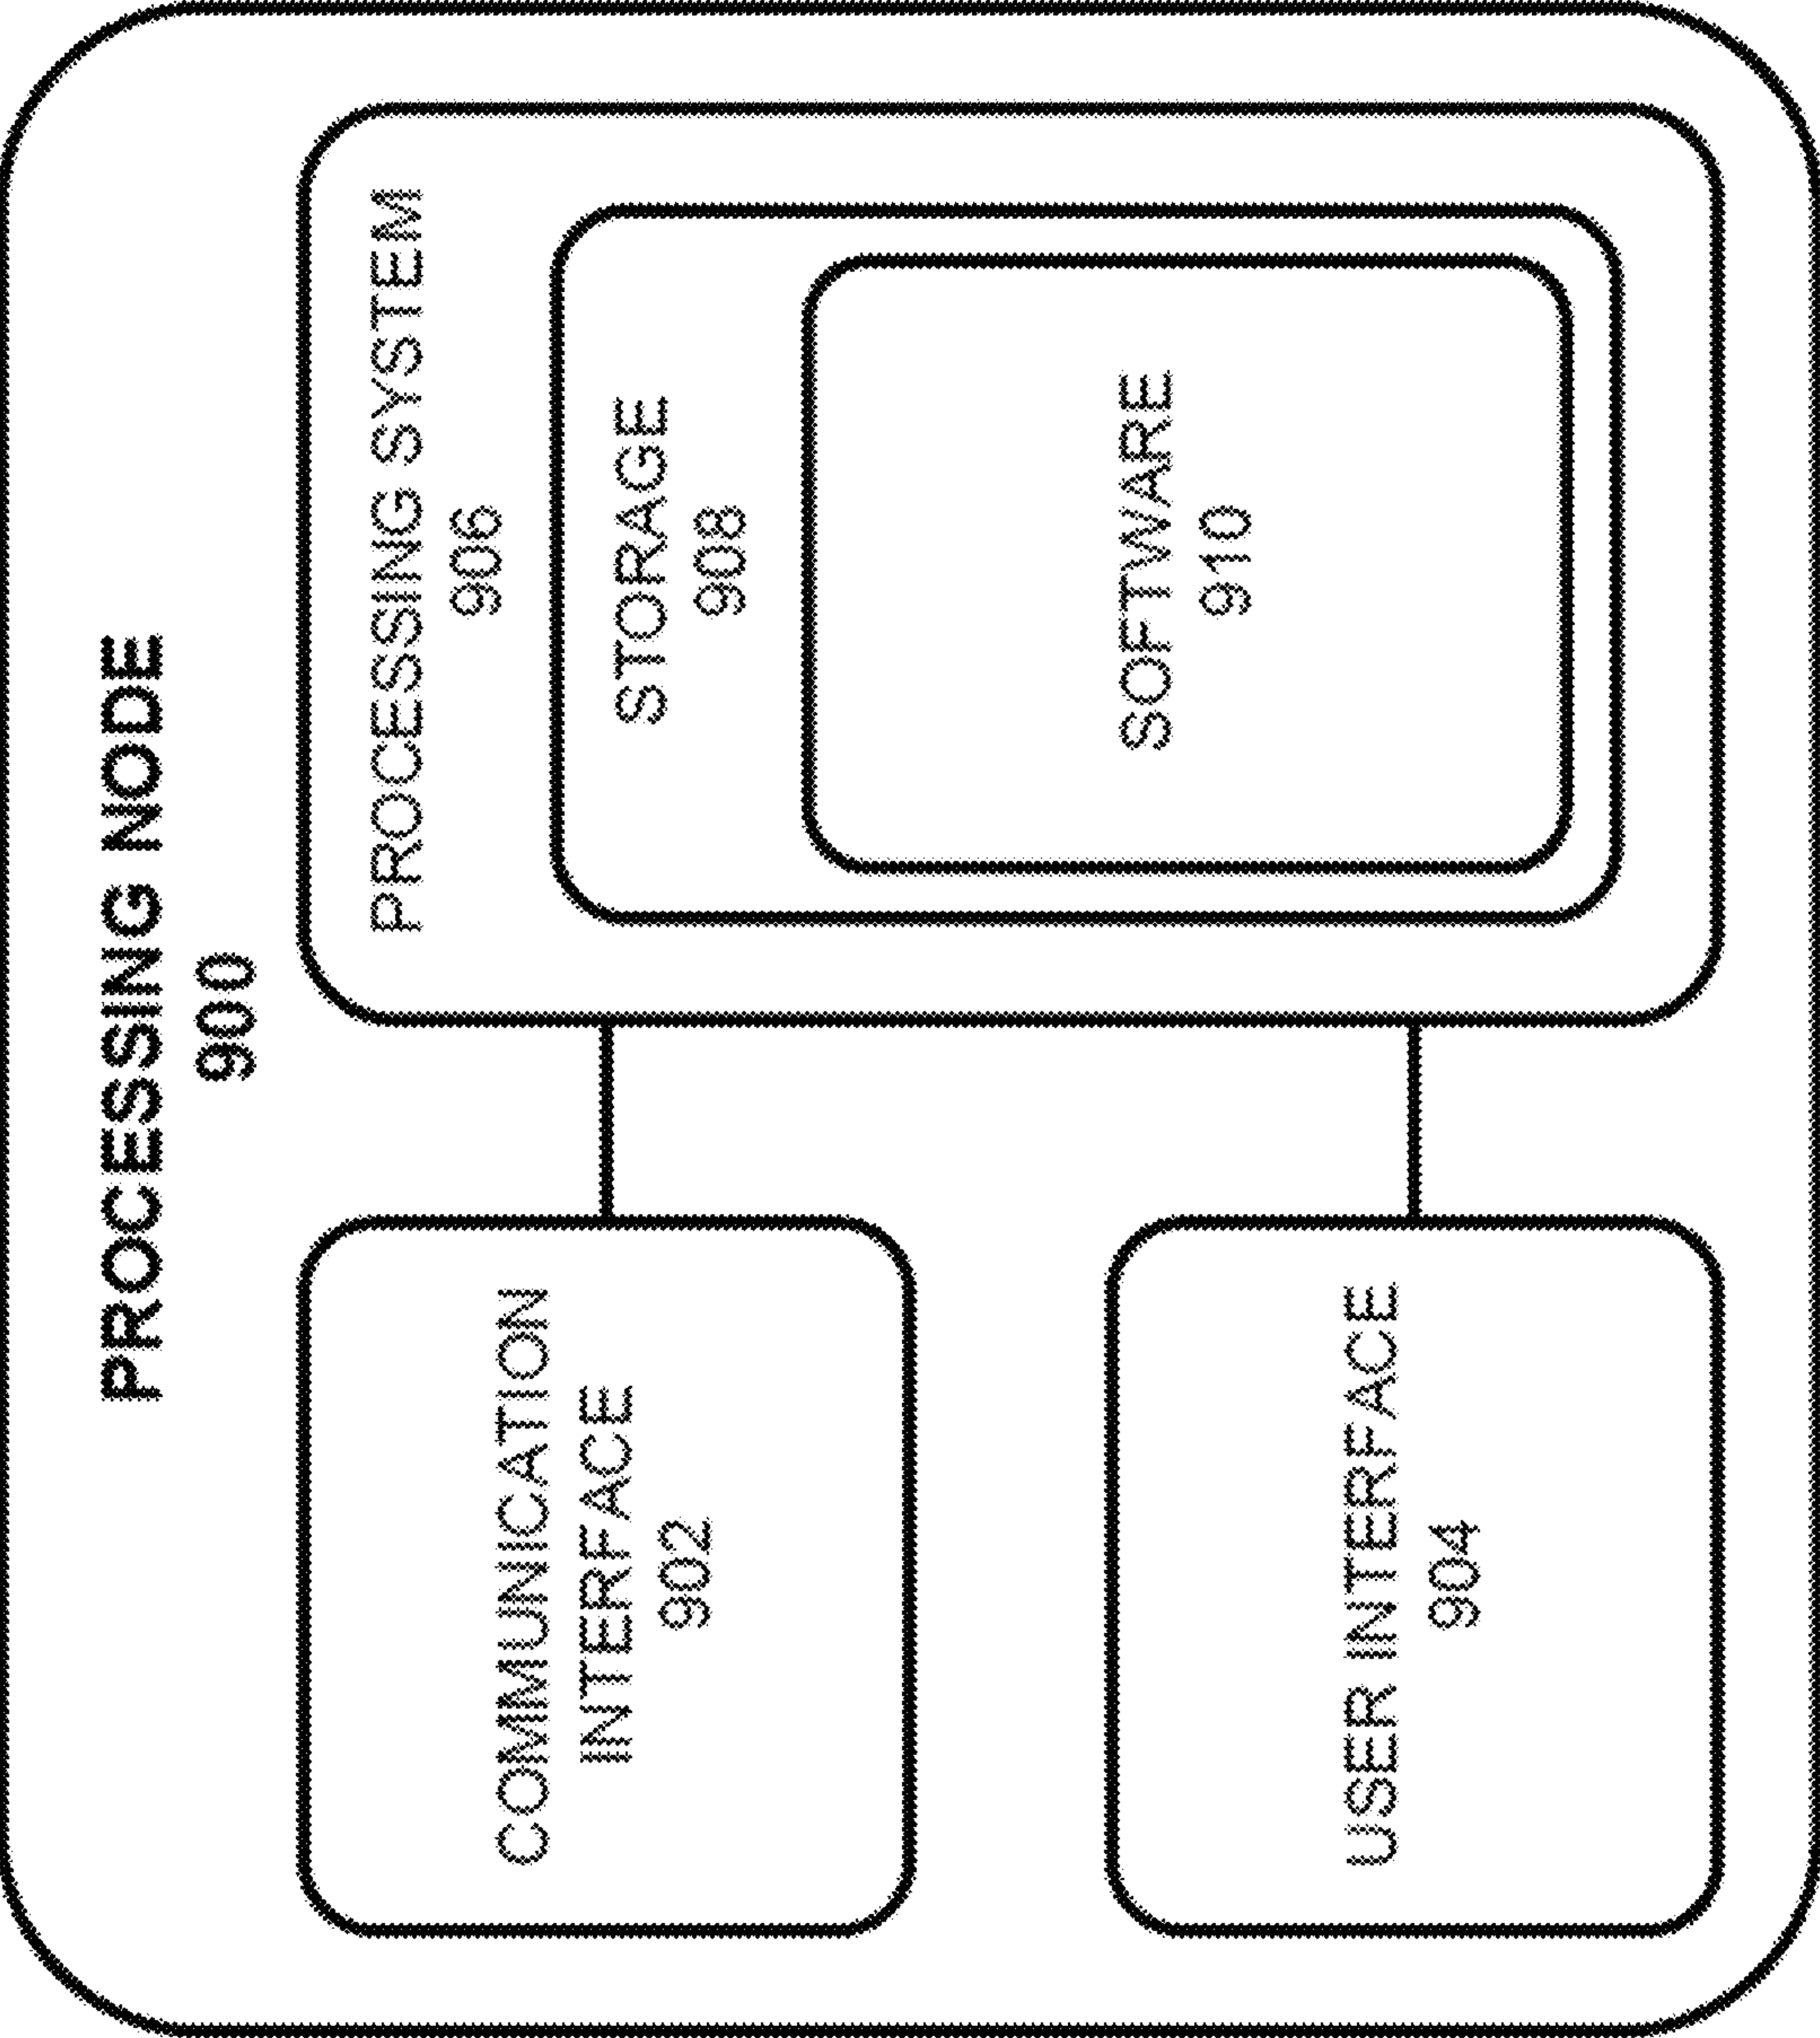 PROCESSING NODE
900
COMMUNICATION
INTERFACE
902
USER INTERFACE
904
PROCESSING SYSTEM
906
STORAGE
908
SOFTWARE
910